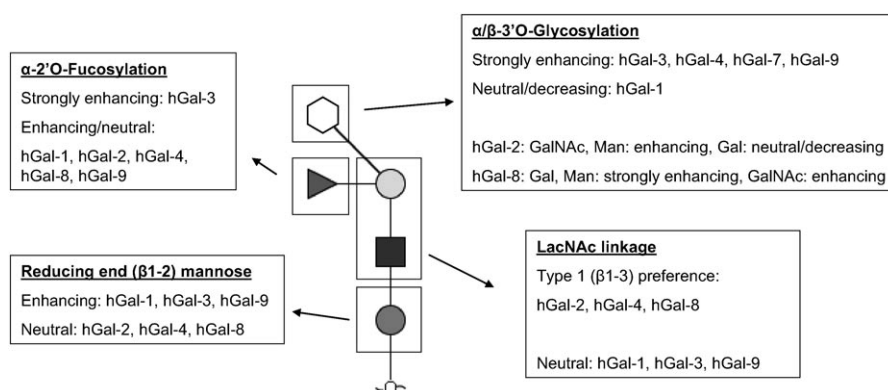 α-2'O-Fucosylation
Strongly enhancing: hGal-3
Enhancing/neutral:
hGal-1, hGal-2, hGal-4,
hGal-8, hGal-9
α/β-3'O-Glycosylation
Strongly enhancing: hGal-3, hGal-4, hGal-7, hGal-9
Neutral/decreasing: hGal-1
hGal-2: GalNAc, Man: enhancing, Gal: neutral/decreasing
hGal-8: Gal, Man: strongly enhancing, GalNAc: enhancing
Reducing end (β1-2) mannose
Enhancing: hGal-1, hGal-3, hGal-9
Neutral: hGal-2, hGal-4, hGal-8
LacNAc linkage
Type 1 (β1-3) preference:
hGal-2, hGal-4, hGal-8
Neutral: hGal-1, hGal-3, hGal-9